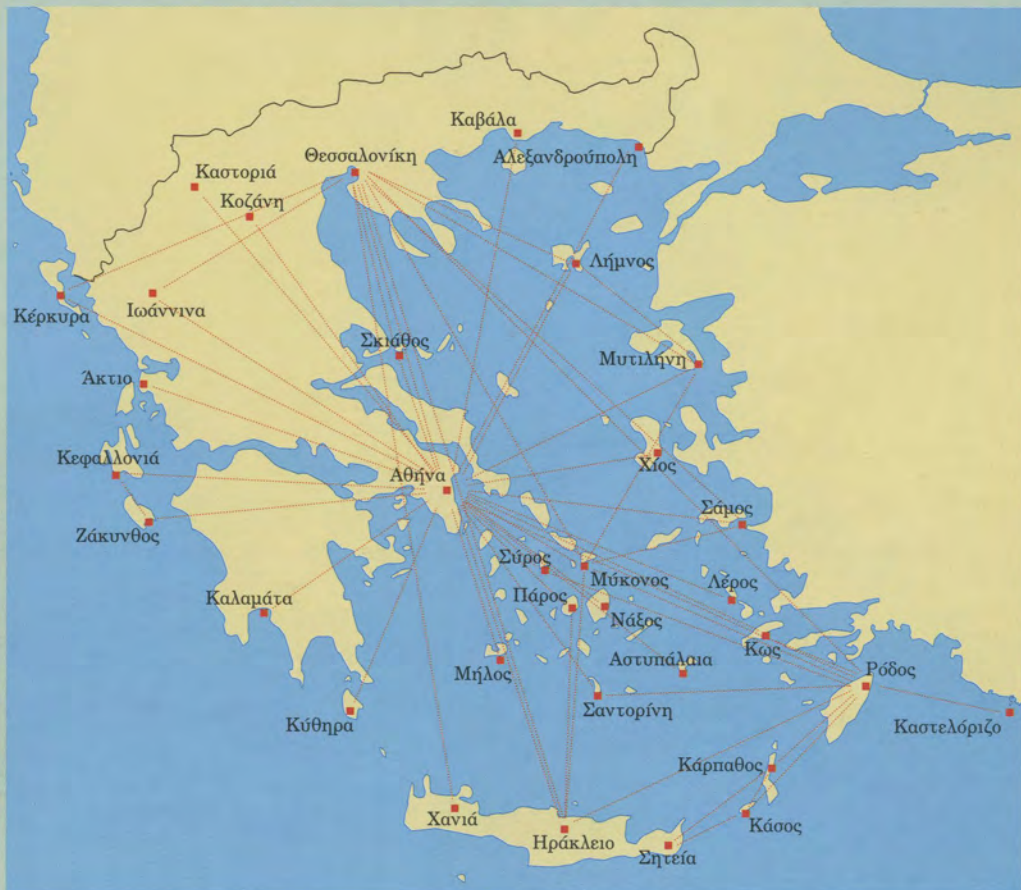 Καβάλα
Θεσσαλονίκη
Αλεξανδρούπολη
Καστοριά
Κοζάνη
Λήμνος
Κέρκυρα
Ιωάννινα
Σκιάθος
Μυτιλήνη
Άκτιο
Κεφαλλονιά
Αθήνα
Χίος
Ζάκυνθος
Σάμος
Σύρος
Μύκονος
Λέρος
Καλαμάτα
Πάρος
Νάξος
Κως
Μήλος
Αστυπάλαια
Ρόδος
Σαντορίνη
Κύθηρα
Καστελόριζο
Κάρπαθος
Χανιά
Ηράκλειο
Κάσος
Σητεία